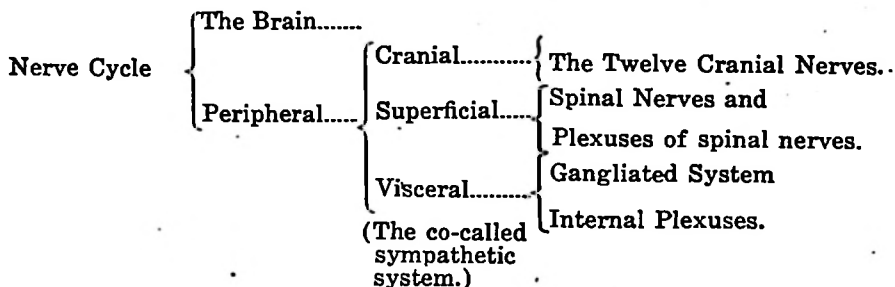 The Brain.......
Nerve Cycle
Cranial............ The Twelve Cranial Nerves..
Peripheral..... Superficial..... Spinal Nerves and
Plexuses of spinal nerves.
Visceral.......... Gangliated System
Internal Plexuses.
(The co-called
sympathetic
system.)